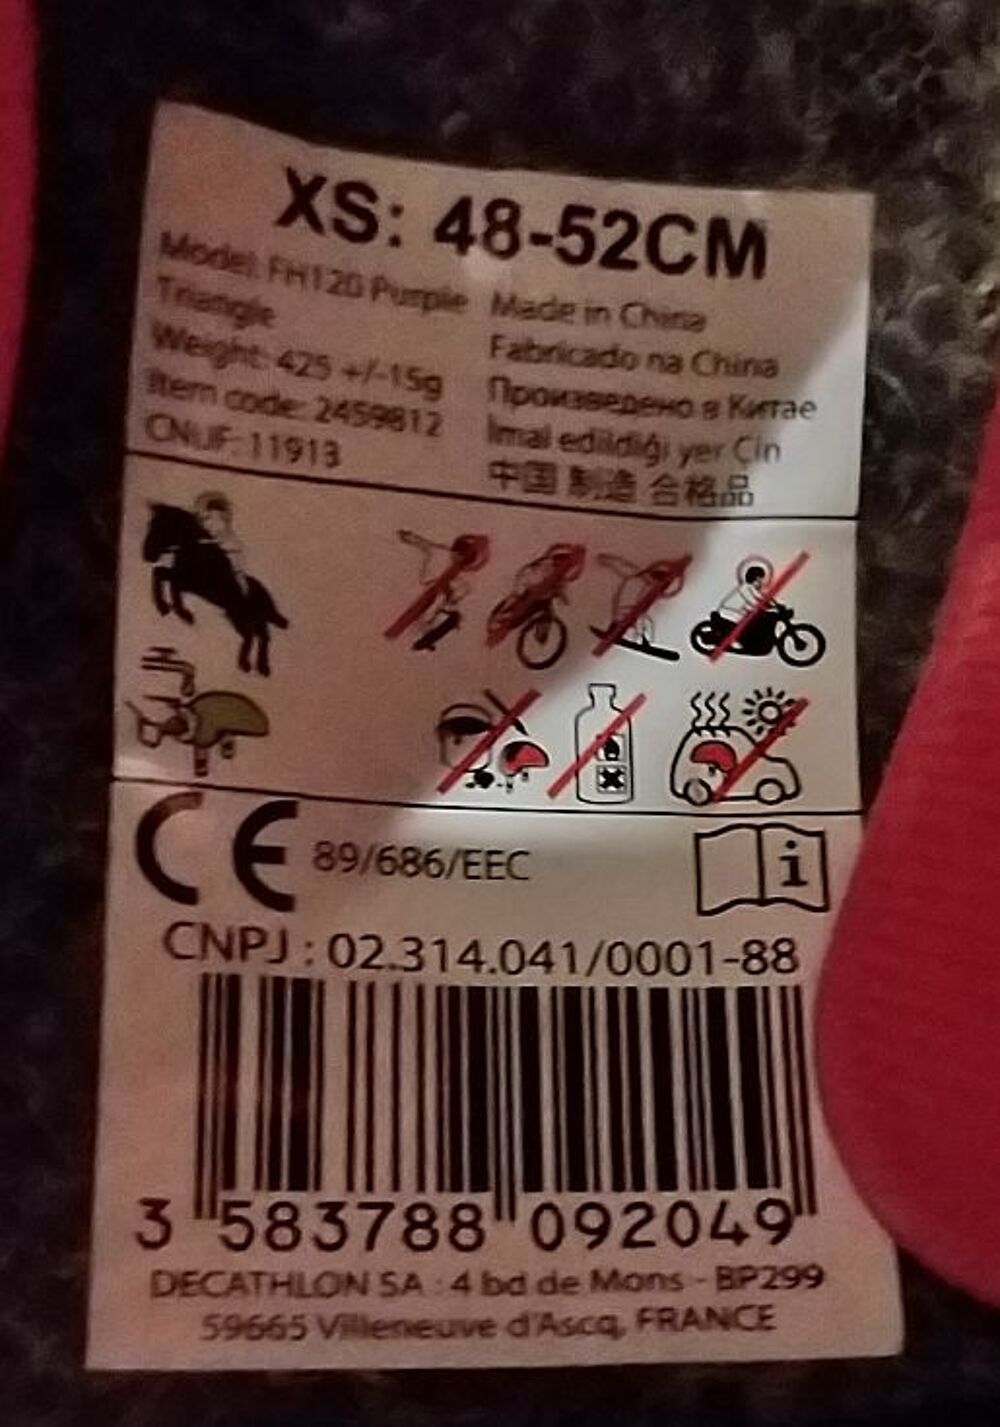 XS: 48-52CM
Model: FH120 Purple
Triangle
Weight: 425 +/-15g
Item code: 2459812
CNUF: 11913
Made in China
Fabricado na China
Произведено в Китае
İmal edildiği yer Çin
中国 制造 合格品
CE 89/686/EEC
i
CNPJ : 02.314.041/0001-88
3 583788 092049
DECATHLON SA : 4 bd de Mons - BP299
59665 Villeneuve d'Ascq, FRANCE